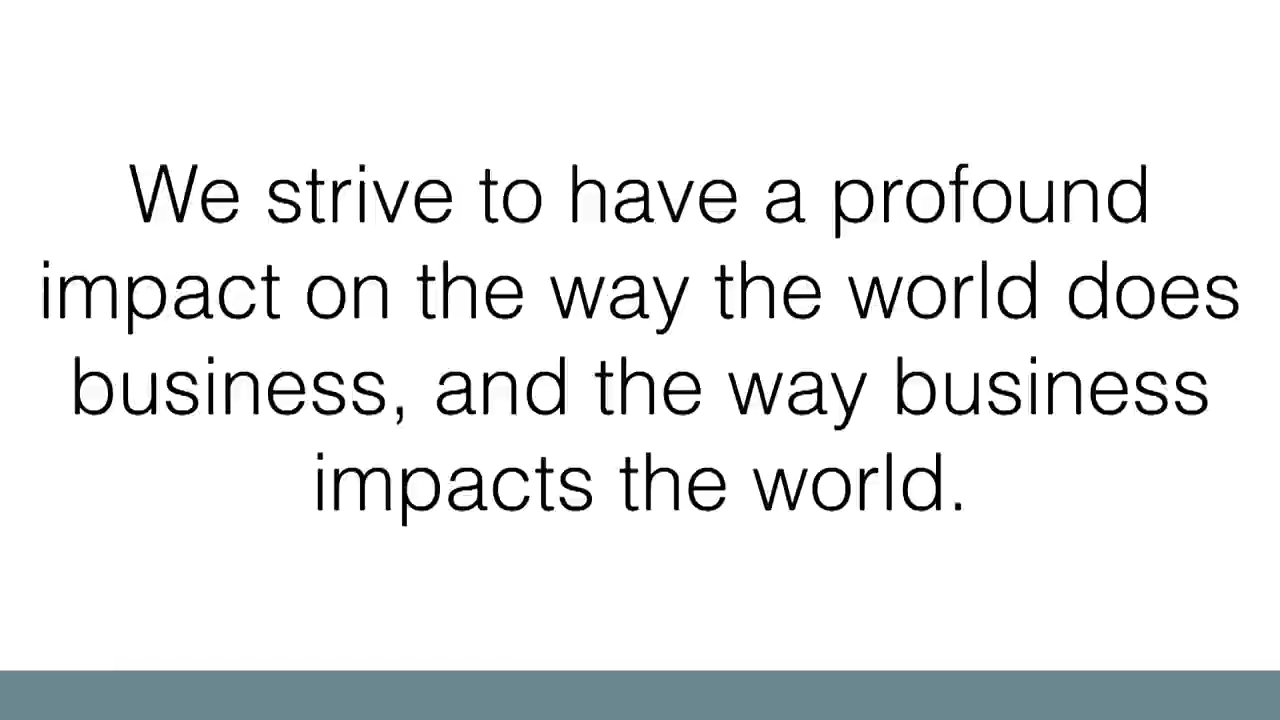 We strive to have a profound
impact on the way the world does
business, and the way business
impacts the world.